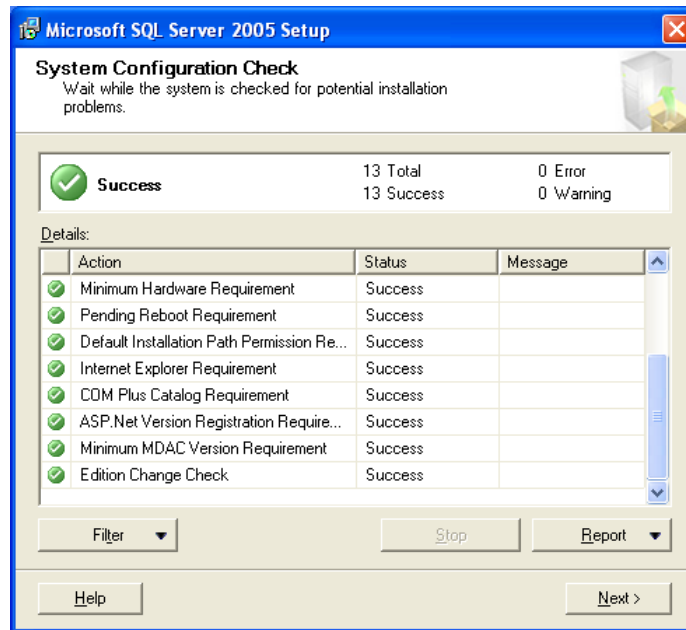 Microsoft SQL Server 2005 Setup
System Configuration Check
Wait while the system is checked for potential installation
problems.
Success
13 Total
0 Error
13 Success
0 Warning
Details:
Action Status Message
Minimum Hardware Requirement Success
Pending Reboot Requirement Success
Default Installation Path Permission Re... Success
Internet Explorer Requirement Success
COM Plus Catalog Requirement Success
ASP.Net Version Registration Require... Success
Minimum MDAC Version Requirement Success
Edition Change Check Success
Filter Stop Report
Help Next >